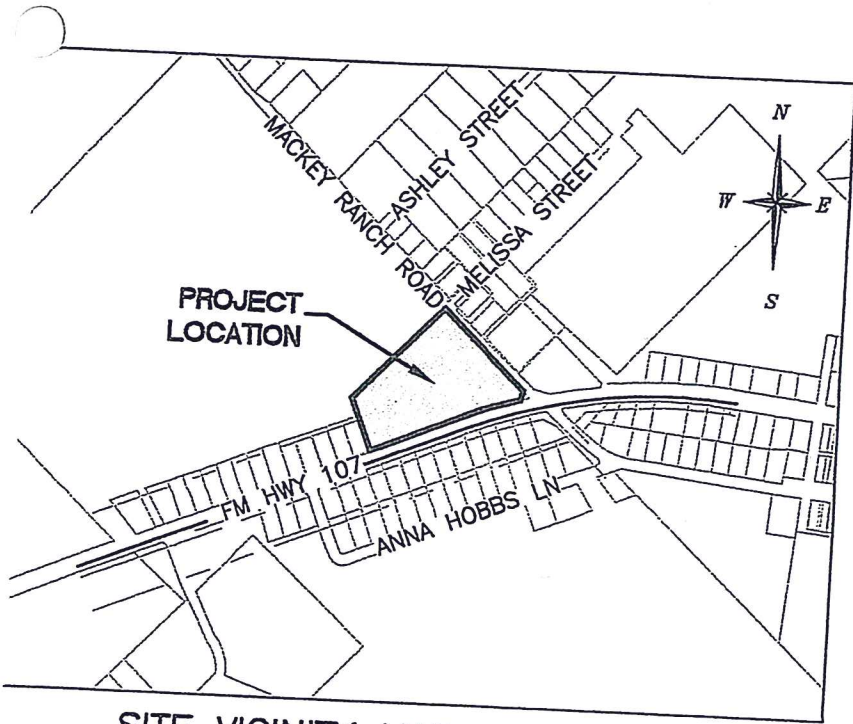 MACKEY RANCH ROAD
ASHLEY STREET
MELISSA STREET
N
W
E
S
PROJECT
LOCATION
FM HWY 107
ANNA HOBBS LN
SITE VICINITY